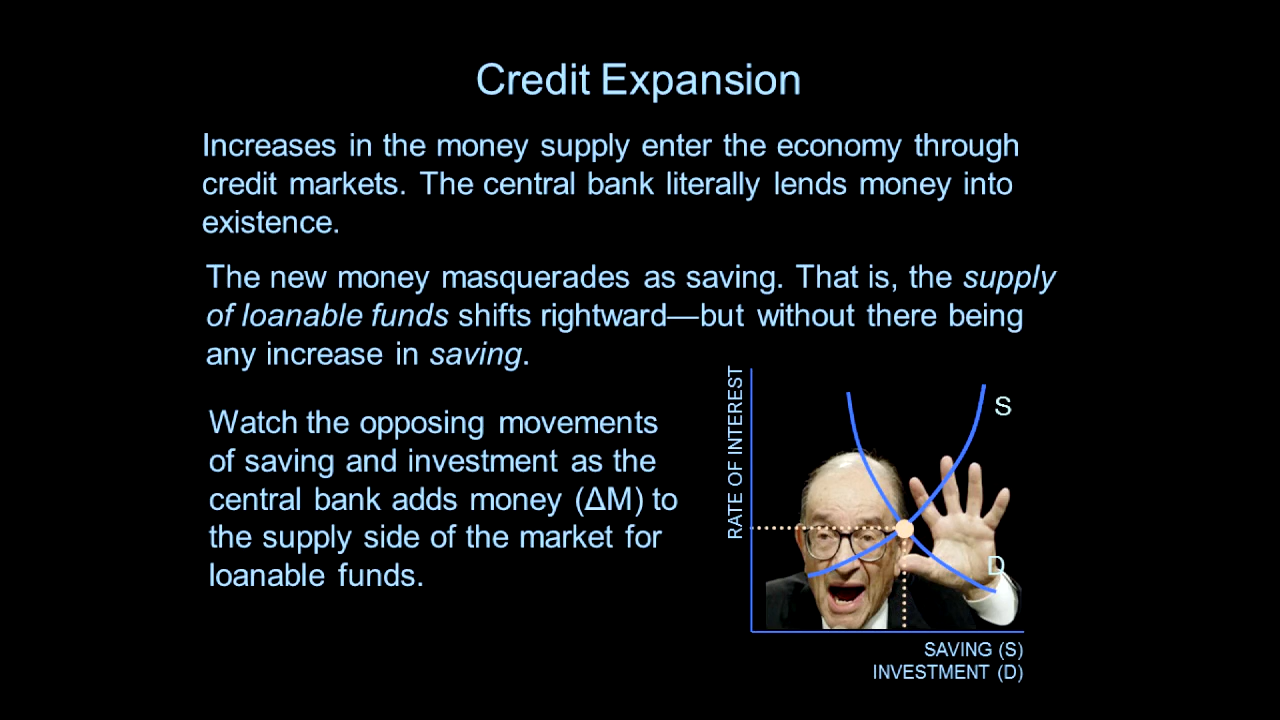 Credit Expansion
Increases in the money supply enter the economy through
credit markets. The central bank literally lends money into
existence.
The new money masquerades as saving. That is, the supply
of loanable funds shifts rightward—but without there being
any increase in saving.
Watch the opposing movements
of saving and investment as the
central bank adds money (ΔM) to
the supply side of the market for
loanable funds.
RATE OF INTEREST
S
D
SAVING (S)
INVESTMENT (D)